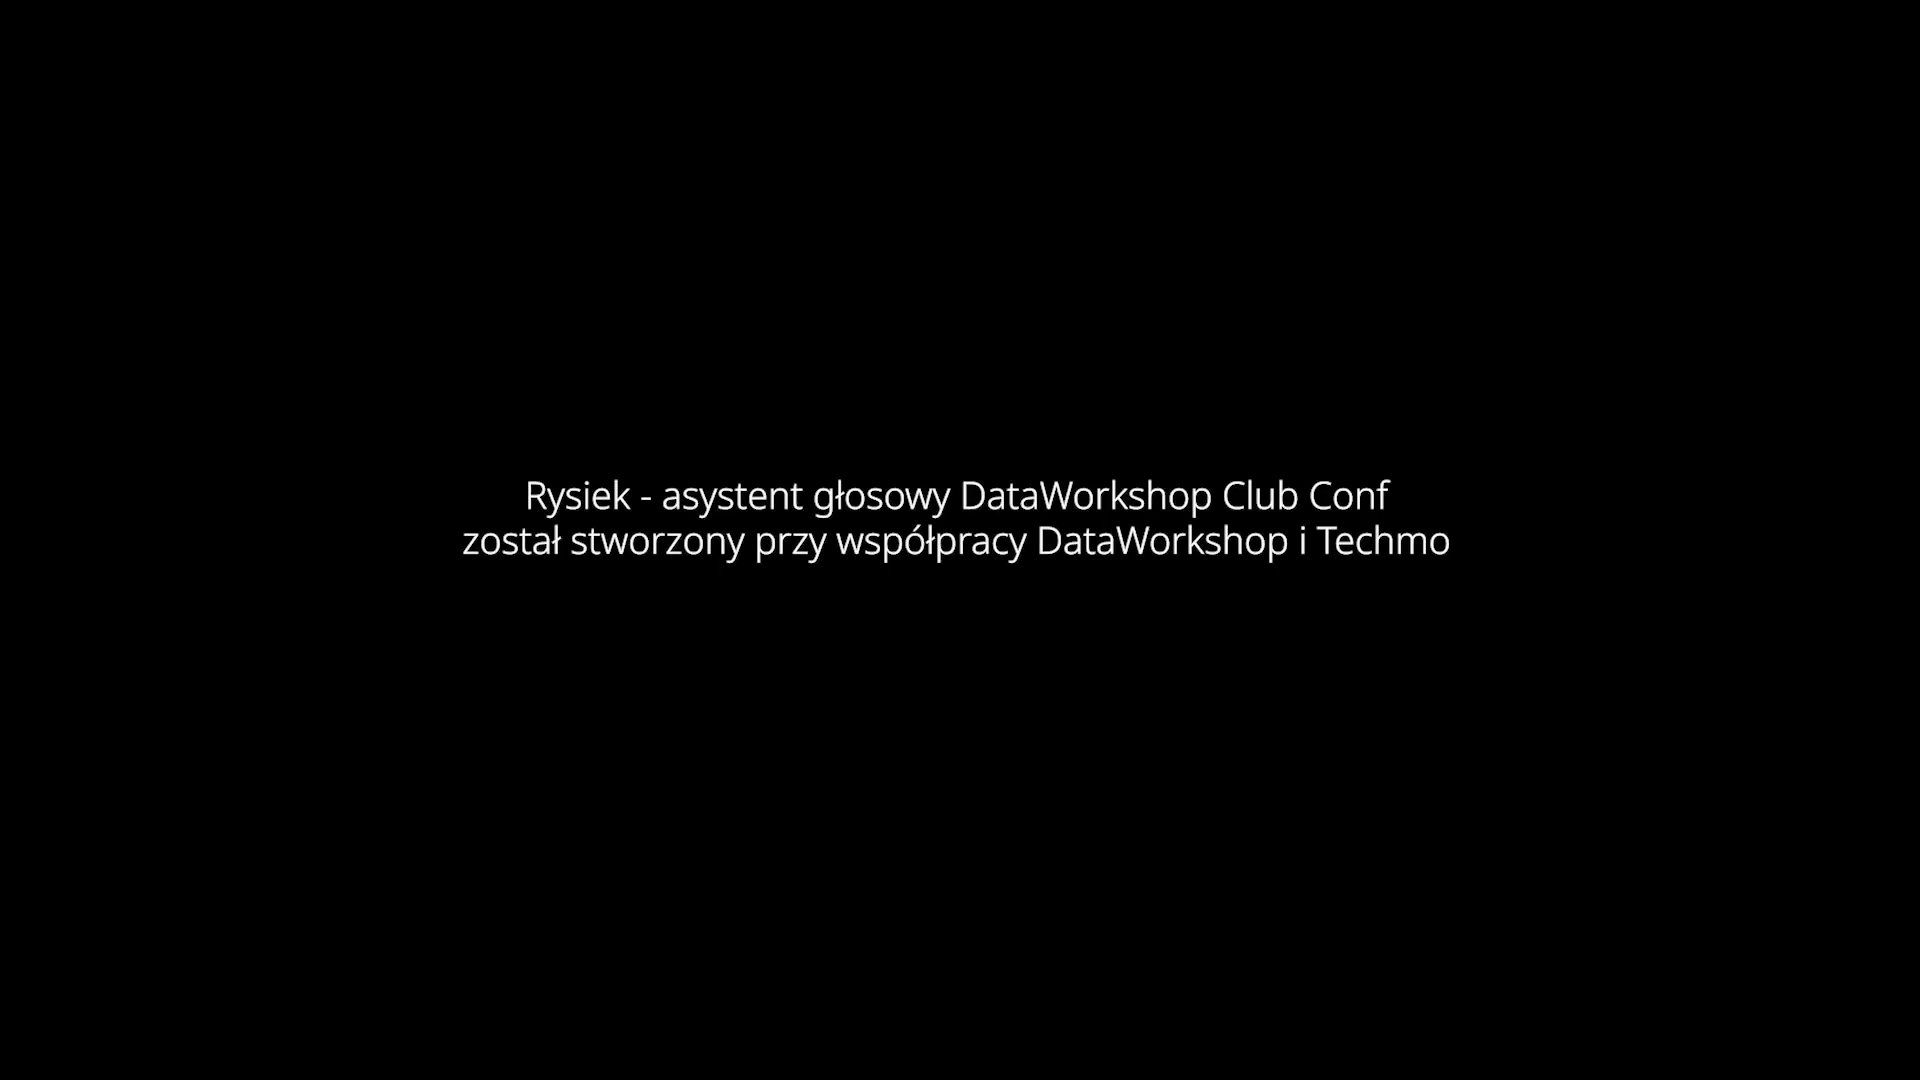 Rysiek - asystent głosowy DataWorkshop Club Conf
został stworzony przy współpracy DataWorkshop i Techmo